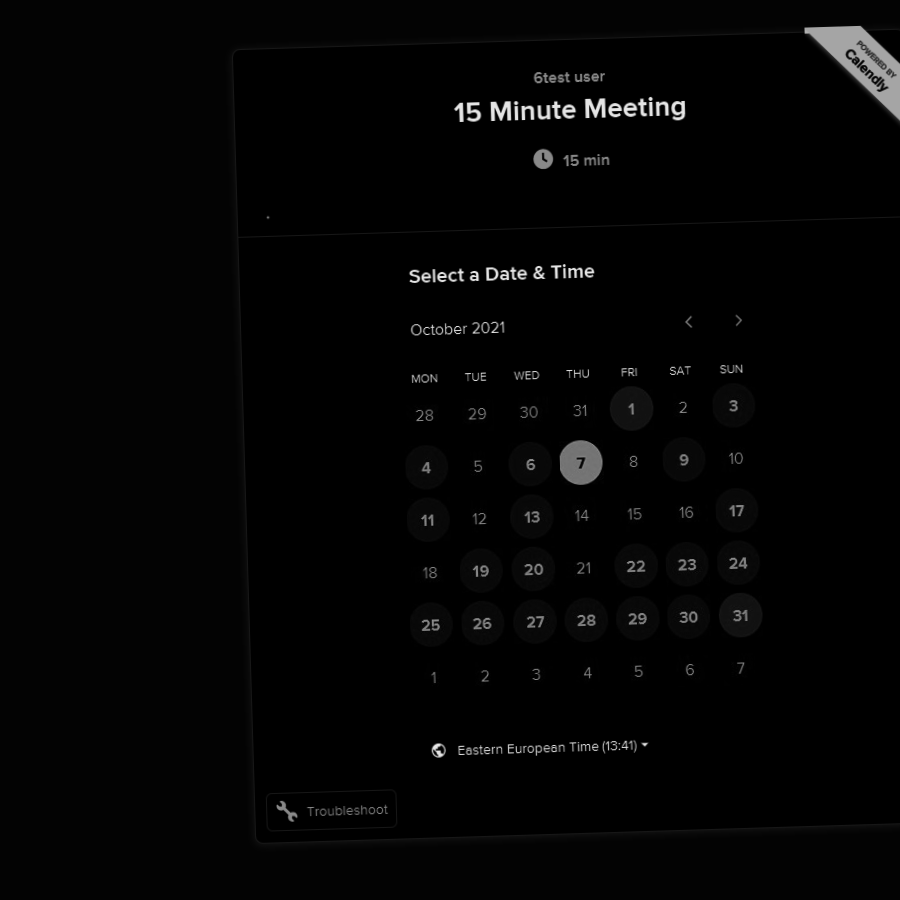 POWERED BY
Calendly
6test user
15 Minute Meeting
15 min
Select a Date & Time
October 2021
MON TUE WED THU FRI SAT SUN
28 29 30 31 1 2 3
4 5 6 7 8 9 10
11 12 13 14 15 16 17
18 19 20 21 22 23 24
25 26 27 28 29 30 31
1 2 3 4 5 6 7
Eastern European Time (13:41)
Troubleshoot